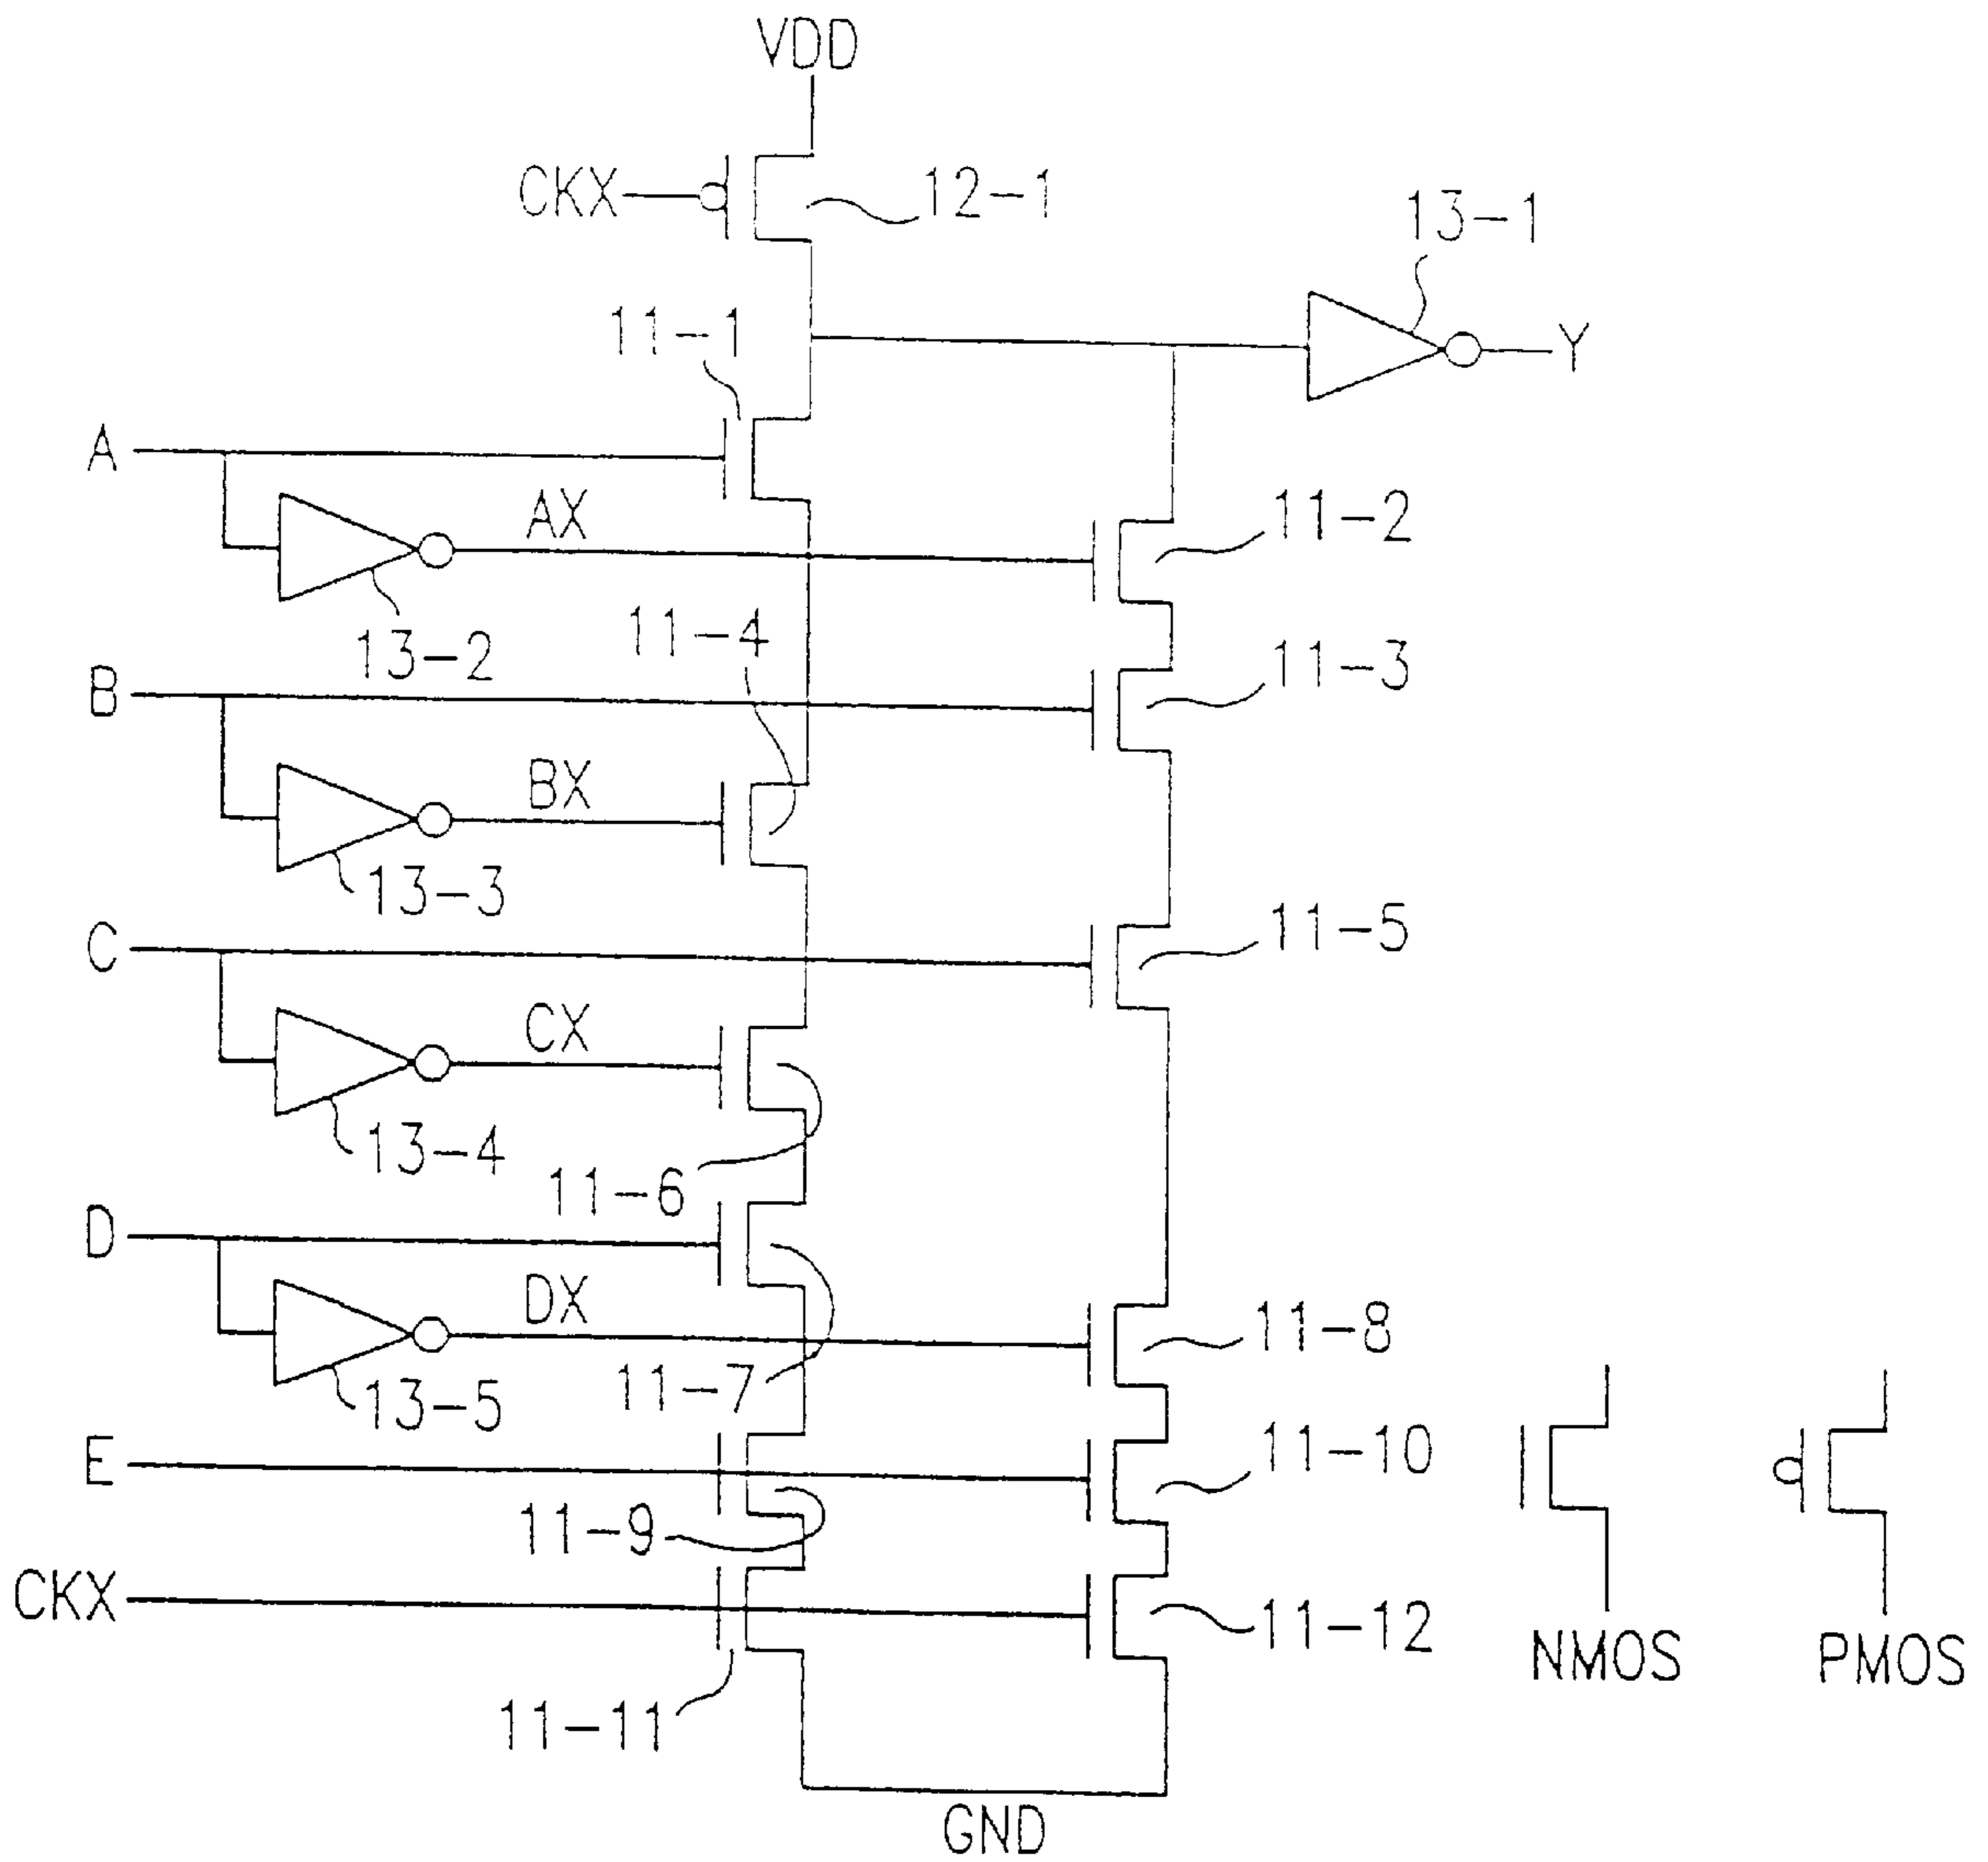 VDD
CKX
12-1
13-1
11-1
Y
A
AX
11-2
13-2
11-4
11-3
B
BX
13-3
11-5
C
CX
13-4
11-6
D
DX
11-8
11-7
13-5
11-10
E
11-9
CKX
11-12
NMOS
PMOS
11-11
GND